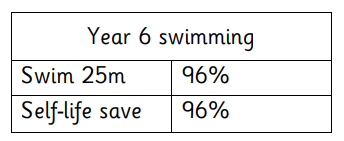 Year 6 swimming
Swim 25m 96%
Self-life save 96%